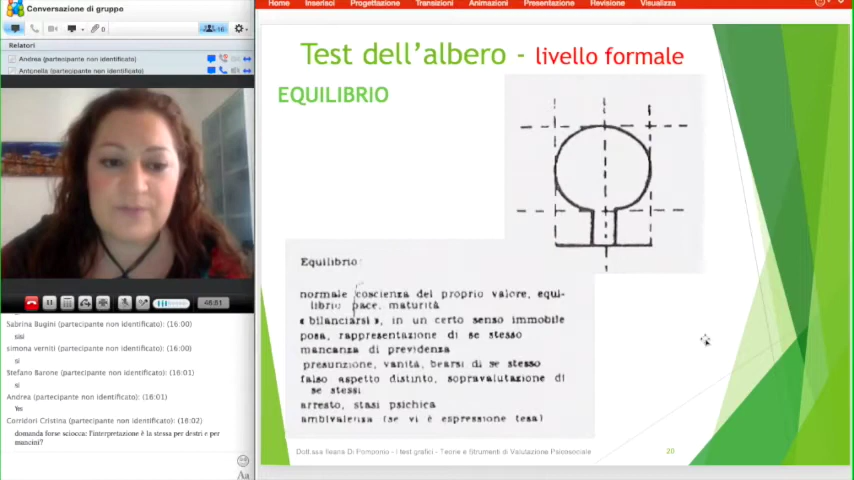 Conversazione di gruppo
Home Inserisci Progettazione Transizioni Animazioni Presentazione Revisione Visualizza
0
16
Relatori
Andrea (partecipante non identificato)
Antonella (partecipante non identificato)
Test dell'albero - livello formale
EQUILIBRIO
Equilibrio:
normale coscienza del proprio valore, equi-
librio pace, maturità
« bilanciarsi », in un certo senso immobile
posa, rappresentazione di se stesso
mancanza di previdenza
presunzione, vanità, bearsi di se stesso
falso aspetto distinto, sopravalutazione di
se stessi
arresto, stasi psichica
ambivalenza (se vi è espressione tesa)
Sabrina Bugini (partecipante non identificato): (16:00)
sisi
simona verniti (partecipante non identificato): (16:00)
si
Stefano Barone (partecipante non identificato): (16:01)
si
Andrea (partecipante non identificato): (16:01)
Yes
Corridori Cristina (partecipante non identificato): (16:02)
domanda forse sciocca: l'interpretazione è la stessa per destri e per
mancini?
Aa
Dott.ssa Ileana Di Pomponio - I test grafici - Teorie e Strumenti di Valutazione Psicosociale
20